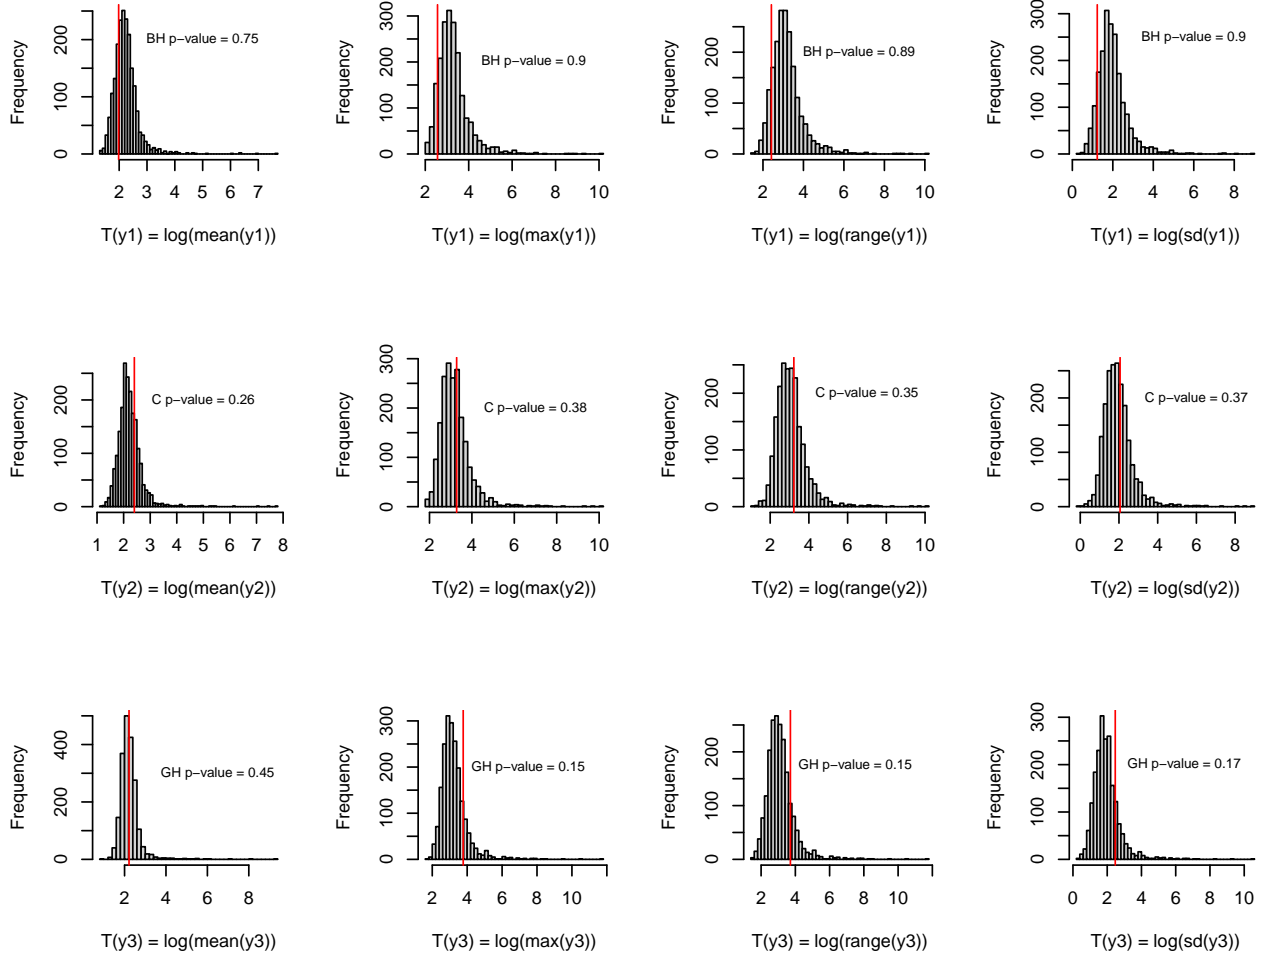 Frequency
0
100
200
2 3 4 5 6 7
BH p−value = 0.75
T(y1) = log(mean(y1))
Frequency
0
100
200
300
2 4 6 8 10
BH p−value = 0.9
T(y1) = log(max(y1))
Frequency
0
100
200
2 4 6 8 10
BH p−value = 0.89
T(y1) = log(range(y1))
Frequency
0
100
200
300
0 2 4 6 8
BH p−value = 0.9
T(y1) = log(sd(y1))
Frequency
0
100
200
1 2 3 4 5 6 7 8
C p−value = 0.26
T(y2) = log(mean(y2))
Frequency
0
100
200
300
2 4 6 8 10
C p−value = 0.38
T(y2) = log(max(y2))
Frequency
0
100
200
2 4 6 8 10
C p−value = 0.35
T(y2) = log(range(y2))
Frequency
0
100
200
0 2 4 6 8
C p−value = 0.37
T(y2) = log(sd(y2))
Frequency
0
200
400
2 4 6 8
GH p−value = 0.45
T(y3) = log(mean(y3))
Frequency
0
100
200
300
2 4 6 8 10
GH p−value = 0.15
T(y3) = log(max(y3))
Frequency
0
100
200
2 4 6 8 10
GH p−value = 0.15
T(y3) = log(range(y3))
Frequency
0
100
200
300
0 2 4 6 8 10
GH p−value = 0.17
T(y3) = log(sd(y3))